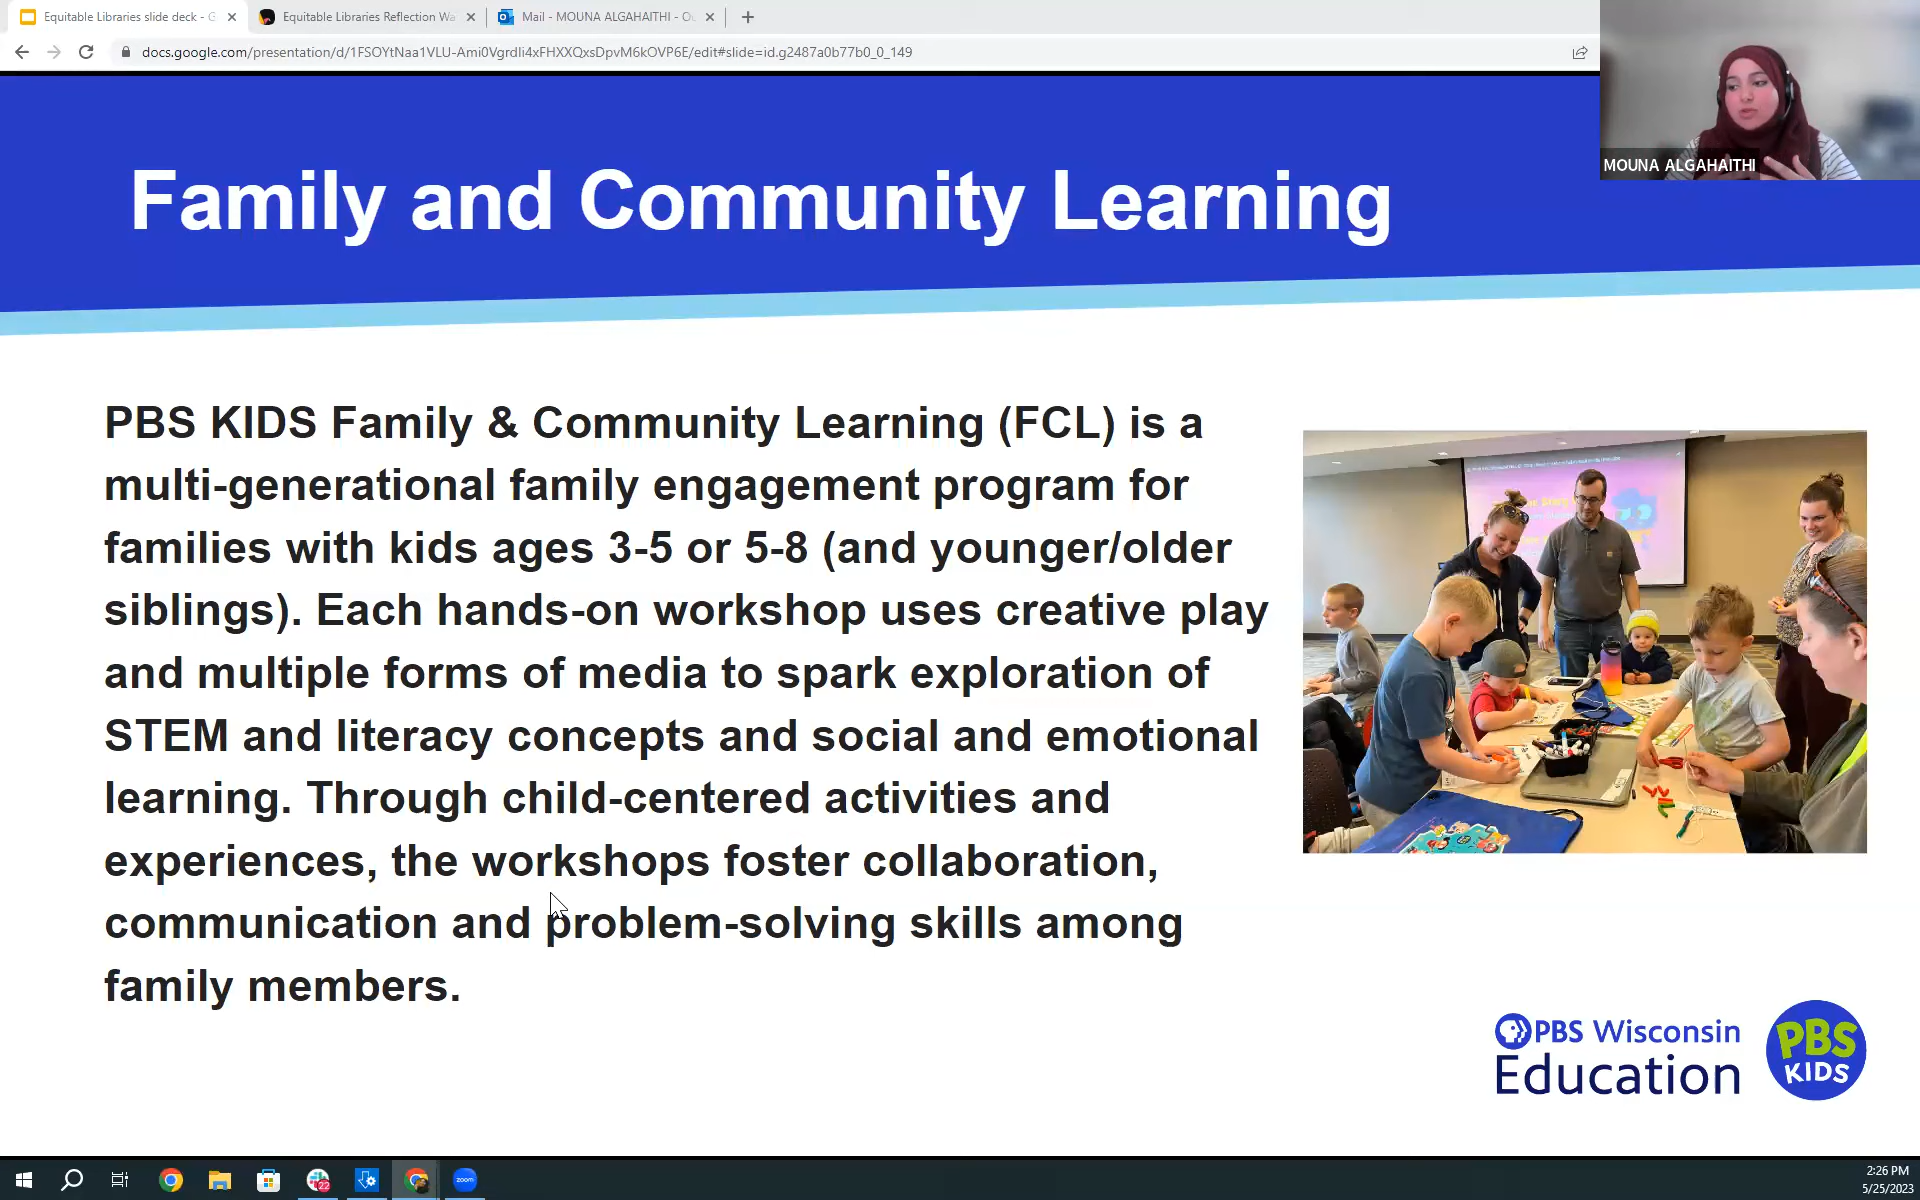 Equitable Libraries slide deck - G
Equitable Libraries Reflection Wa
Mail - MOUNA ALGAHAITHI - Ou
docs.google.com/presentation/d/1FSOYtNaa1VLU-Ami0Vgrdli4xFHXXQxsDpvM6kOVP6E/edit#slide=id.g2487a0b77b0_0_149
MOUNA ALGAHAITHI
Family and Community Learning
PBS KIDS Family & Community Learning (FCL) is a
multi-generational family engagement program for
families with kids ages 3-5 or 5-8 (and younger/older
siblings). Each hands-on workshop uses creative play
and multiple forms of media to spark exploration of
STEM and literacy concepts and social and emotional
learning. Through child-centered activities and
experiences, the workshops foster collaboration,
communication and problem-solving skills among
family members.
PBS Wisconsin
Education
PBS
KIDS
22
zoom
2:26 PM
5/25/2023